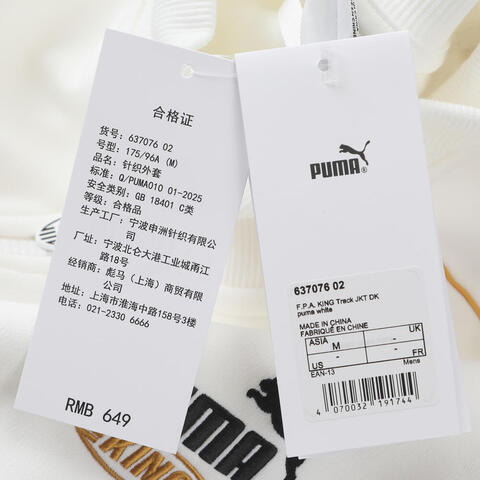 合格证
货号: 637076 02
号型: 175/96A (M)
品名: 针织外套
标准: Q/PUMA010 01-2025
安全类别: GB 18401 C类
等级: 合格品
生产工厂: 宁波申洲针织有限公
司
厂址: 宁波北仑大港工业城甬江
路18号
经销商: 彪马（上海）商贸有限
公司
地址: 上海市淮海中路158号3楼
电话: 021-2330 6666
RMB 649
PUMA®
637076 02
F.P.A. KING Track JKT DK
puma white
MADE IN CHINA
FABRIQUÉ EN CHINE
ASIA M - UK
US - - FR
EAN-13 Mens
4 070032 191744
PUMA
KING